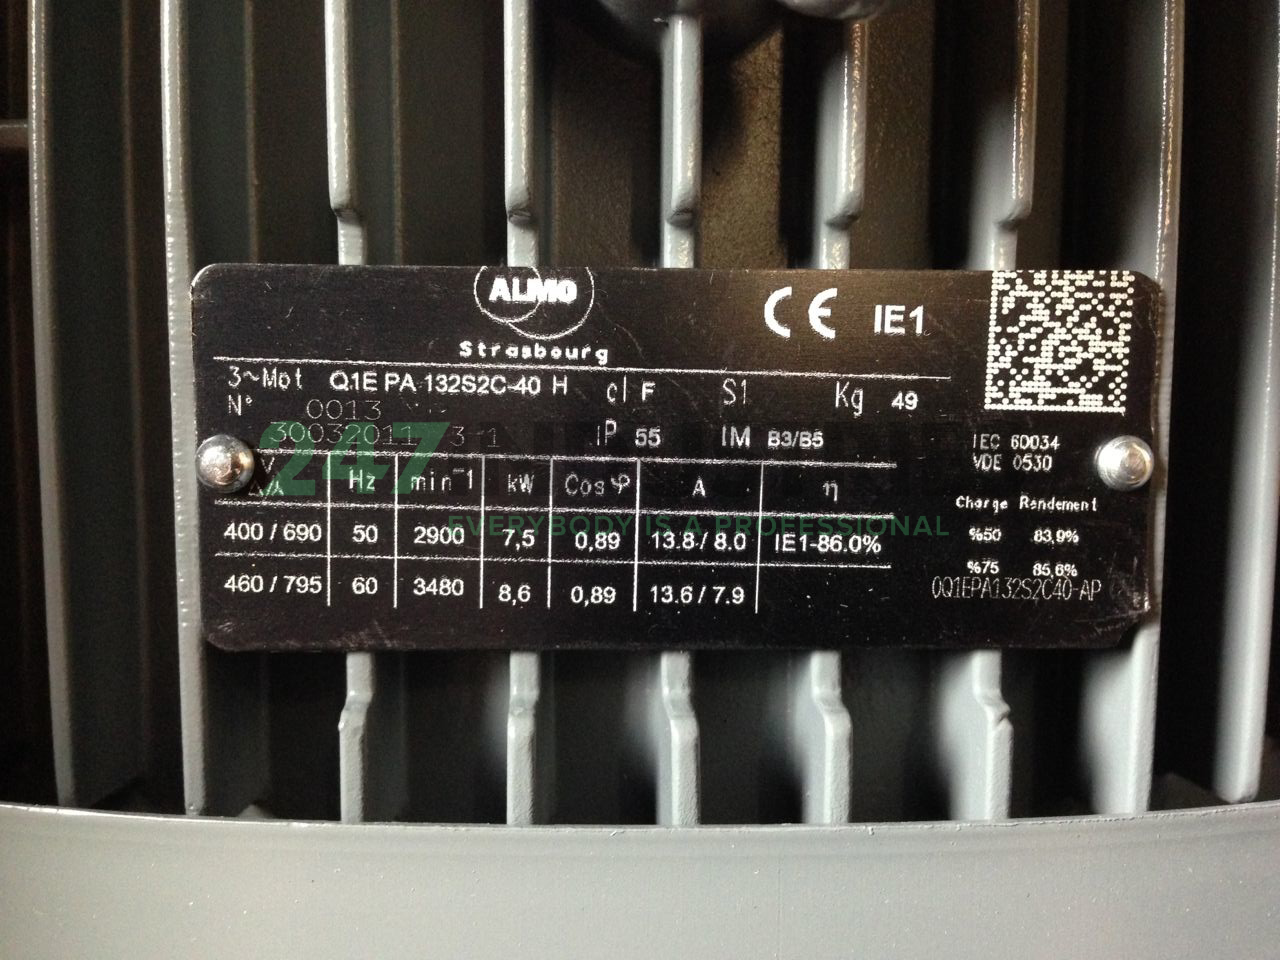 ALMO
Strasbourg
CE IE1
3~Mot Q1E PA 132S2C-40 H cl F S1 Kg 49
N° 0013
30032011 3 1 IP 55 IM B3/B5
IEC 60034
VDE 0530
V Hz min⁻¹ kW Cos φ A η
Δ/⅄
Charge Rendement
400 / 690 50 2900 7,5 0,89 13.8 / 8.0 IE1-86.0%
%50 83,9%
%75 85,6%
460 / 795 60 3480 8,6 0,89 13.6 / 7.9
0Q1EPA132S2C40-AP
247
EVERYBODY IS A PROFESSIONAL